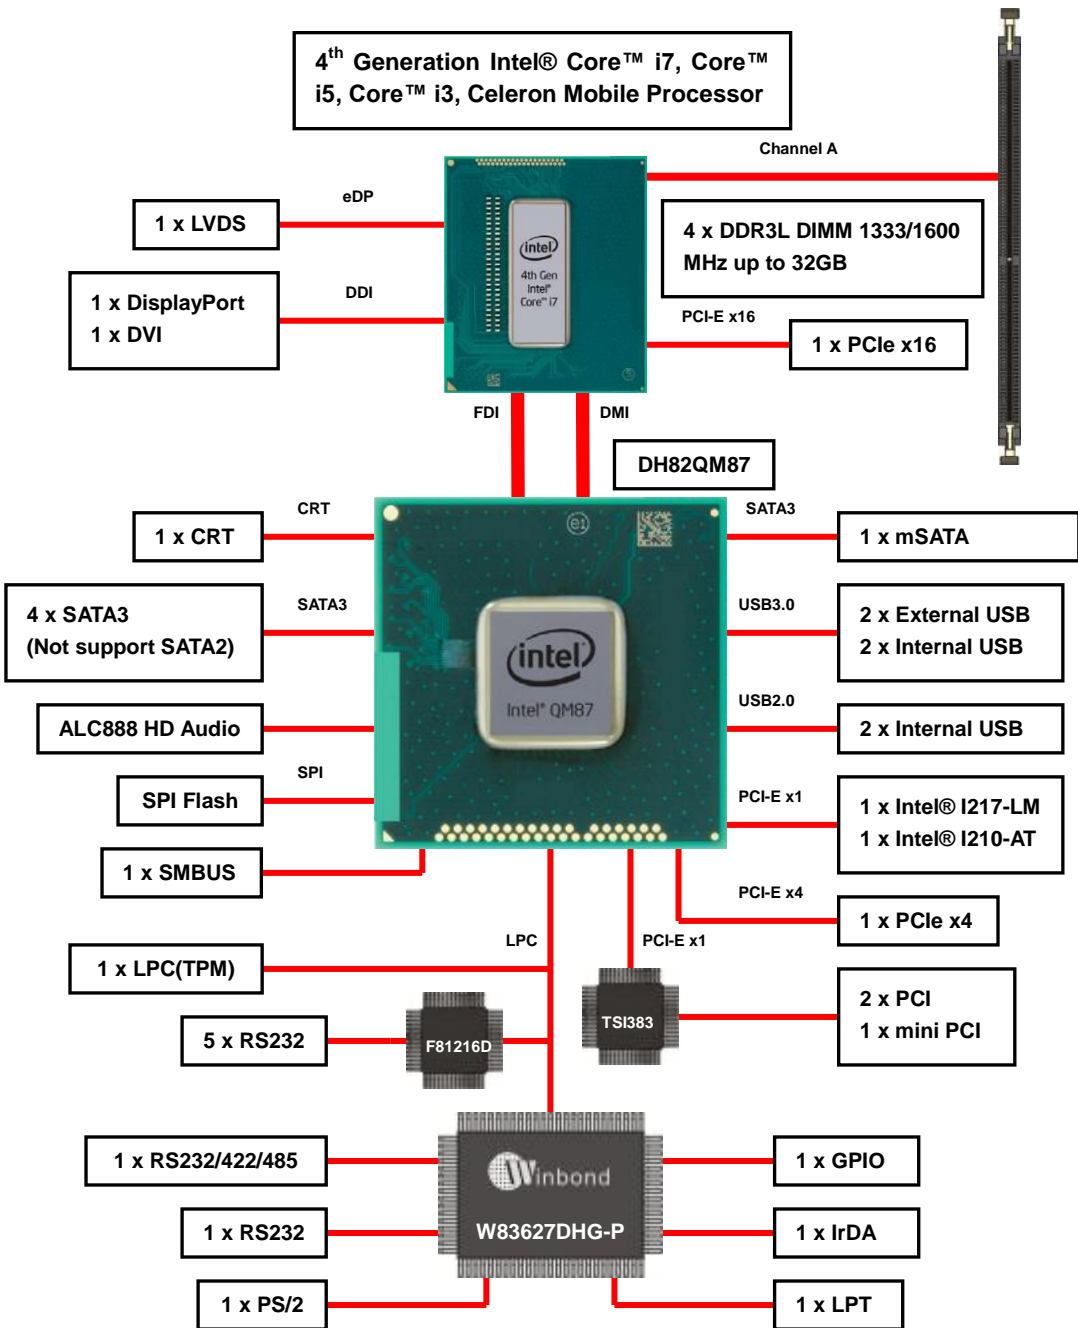 4th Generation Intel® Core™ i7, Core™
i5, Core™ i3, Celeron Mobile Processor
Channel A
eDP
1 x LVDS
intel
4th Gen
Intel®
Core™ i7
4 x DDR3L DIMM 1333/1600
MHz up to 32GB
DDI
1 x DisplayPort
1 x DVI
PCI-E x16
1 x PCIe x16
FDI
DMI
DH82QM87
CRT
1 x CRT
e1
SATA3
1 x mSATA
SATA3
4 x SATA3
(Not support SATA2)
USB3.0
2 x External USB
2 x Internal USB
intel
Intel® QM87
ALC888 HD Audio
USB2.0
2 x Internal USB
SPI
SPI Flash
PCI-E x1
1 x Intel® I217-LM
1 x Intel® I210-AT
1 x SMBUS
PCI-E x4
1 x PCIe x4
LPC
PCI-E x1
1 x LPC(TPM)
TSI383
2 x PCI
1 x mini PCI
5 x RS232
F81216D
1 x RS232/422/485
Winbond
W83627DHG-P
1 x GPIO
1 x RS232
1 x IrDA
1 x PS/2
1 x LPT